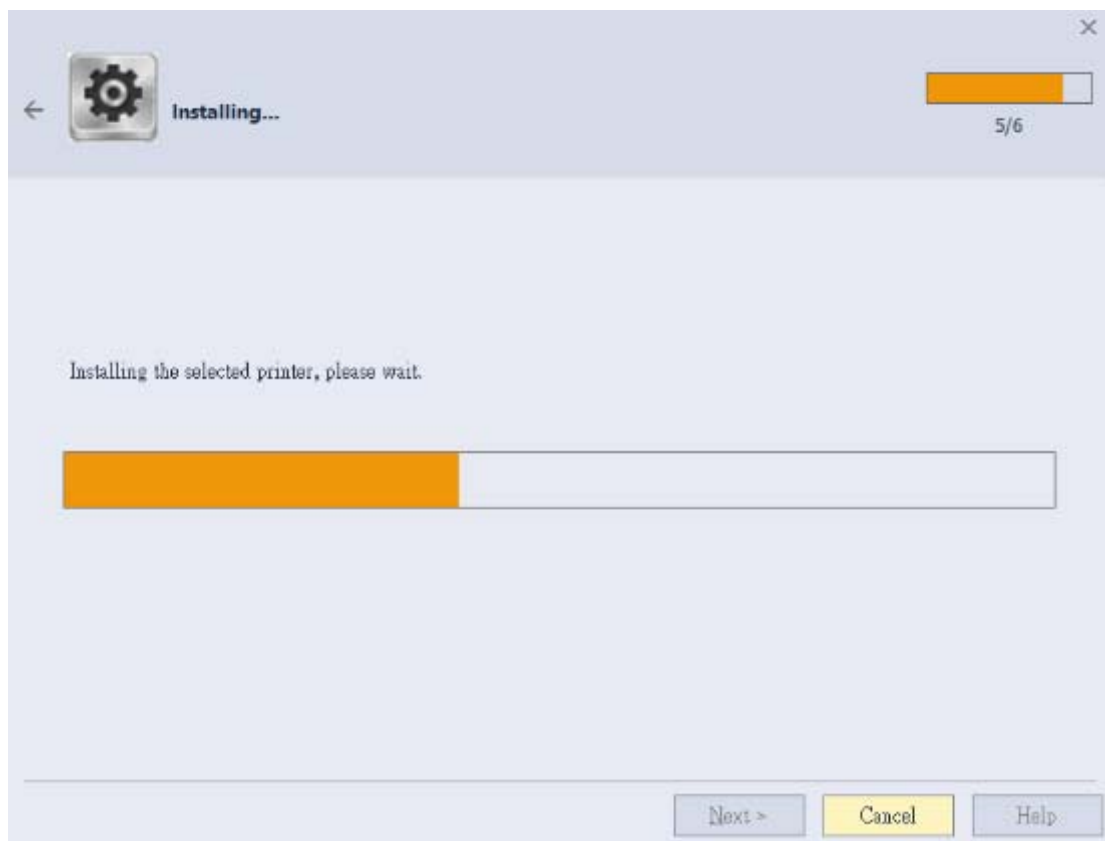 Installing...
5/6
Installing the selected printer, please wait.
Next >
Cancel
Help